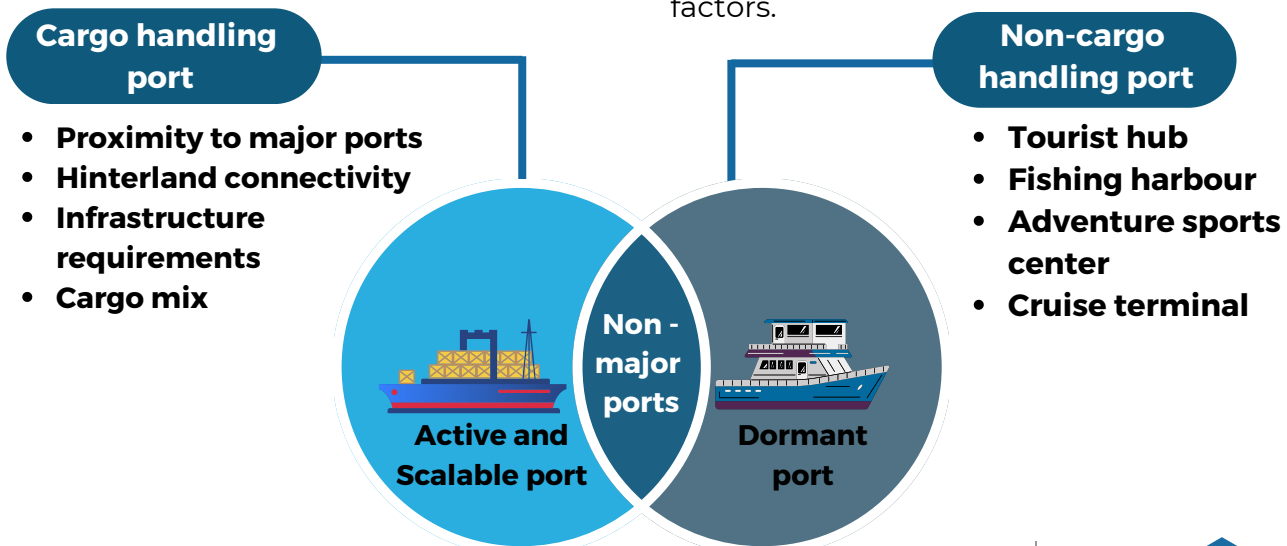 factors.
Cargo handling
port
• Proximity to major ports
• Hinterland connectivity
• Infrastructure
requirements
• Cargo mix
Non-cargo
handling port
• Tourist hub
• Fishing harbour
• Adventure sports
center
• Cruise terminal
Non -
major
ports
Active and
Scalable port
Dormant
port